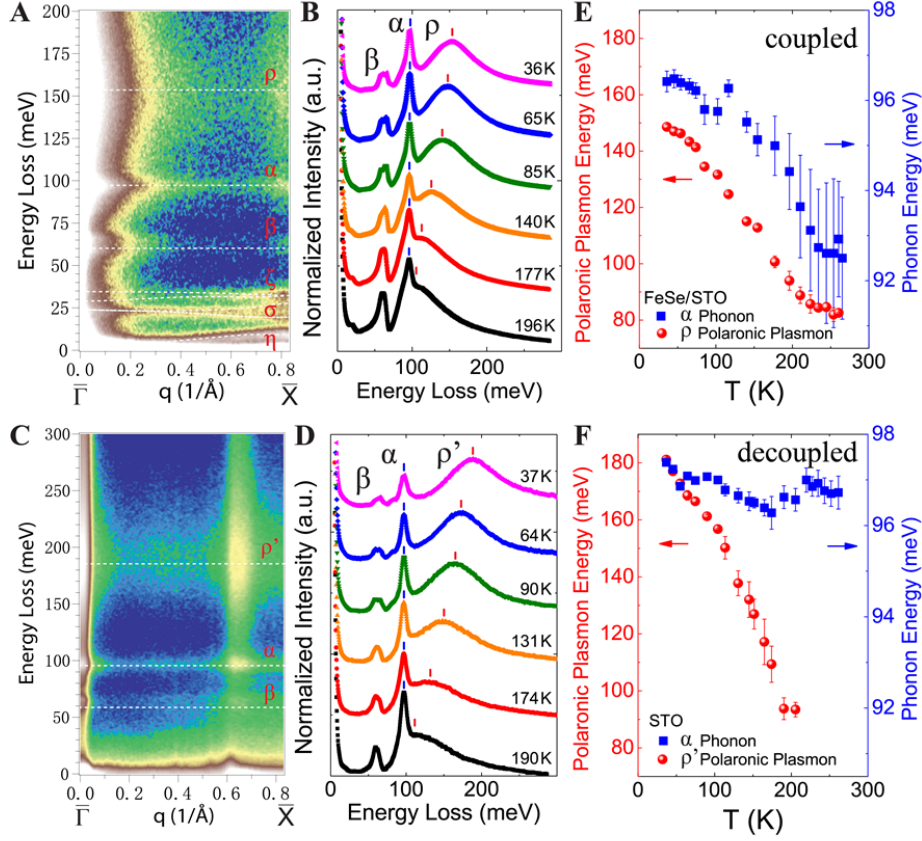 A
Energy Loss (meV)
200
175
150
125
100
75
50
25
0
ρ
α
β
ζ
σ
η
0.2 0.4 0.6 0.8
Γ̅ q (1/Å) X̅
B
Normalized Intensity (a.u.)
β α ρ
36K
65K
85K
140K
177K
196K
0 100 200
Energy Loss (meV)
E
coupled
Polaronic Plasmon Energy (meV)
180
160
140
120
100
80
98
96
94
92
Phonon Energy (meV)
FeSe/STO
α Phonon
ρ Polaronic Plasmon
0 100 200 300
T (K)
C
Energy Loss (meV)
300
250
200
150
100
50
0
ρ'
α
β
0 0.2 0.4 0.6 0.8
Γ̅ q (1/Å) X̅
D
Normalized Intensity (a.u.)
β α ρ'
37K
64K
90K
131K
174K
190K
0 100 200 300
Energy Loss (meV)
F
decoupled
Polaronic Plasmon Energy (meV)
180
160
140
120
100
80
98
96
94
92
Phonon Energy (meV)
STO
α Phonon
ρ' Polaronic Plasmon
0 100 200 300
T (K)